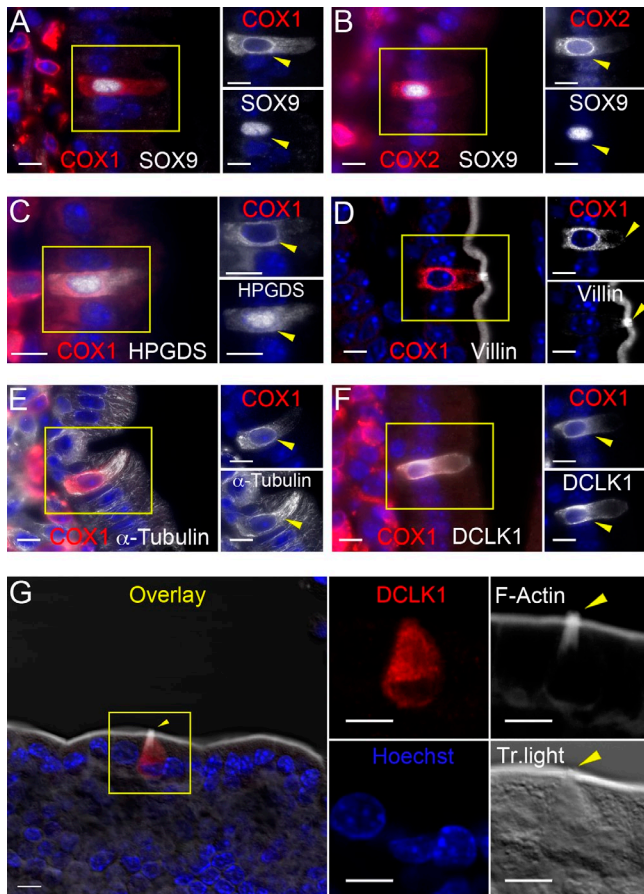 A
COX1 SOX9
COX1
SOX9
B
COX2 SOX9
COX2
SOX9
C
COX1 HPGDS
COX1
HPGDS
D
COX1 Villin
COX1
Villin
E
COX1 α-Tubulin
COX1
α-Tubulin
F
COX1 DCLK1
COX1
DCLK1
G
Overlay
DCLK1
F-Actin
Hoechst
Tr.light